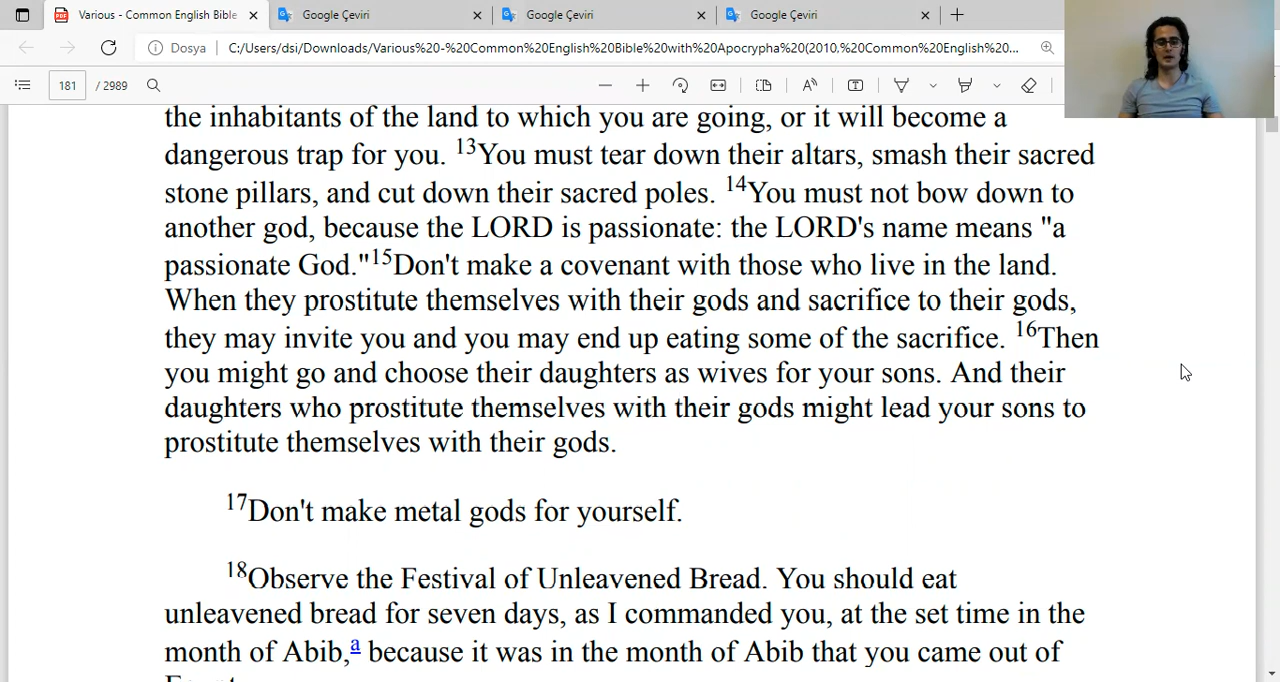 Various - Common English Bible
Google Çeviri
Google Çeviri
Google Çeviri
Dosya
C:/Users/dsi/Downloads/Various%20-%20Common%20English%20Bible%20with%20Apocrypha%20(2010,%20Common%20English%20...
181 / 2989
the inhabitants of the land to which you are going, or it will become a
dangerous trap for you. 13You must tear down their altars, smash their sacred
stone pillars, and cut down their sacred poles. 14You must not bow down to
another god, because the LORD is passionate: the LORD's name means "a
passionate God."15Don't make a covenant with those who live in the land.
When they prostitute themselves with their gods and sacrifice to their gods,
they may invite you and you may end up eating some of the sacrifice. 16Then
you might go and choose their daughters as wives for your sons. And their
daughters who prostitute themselves with their gods might lead your sons to
prostitute themselves with their gods.
17Don't make metal gods for yourself.
18Observe the Festival of Unleavened Bread. You should eat
unleavened bread for seven days, as I commanded you, at the set time in the
month of Abib,a because it was in the month of Abib that you came out of